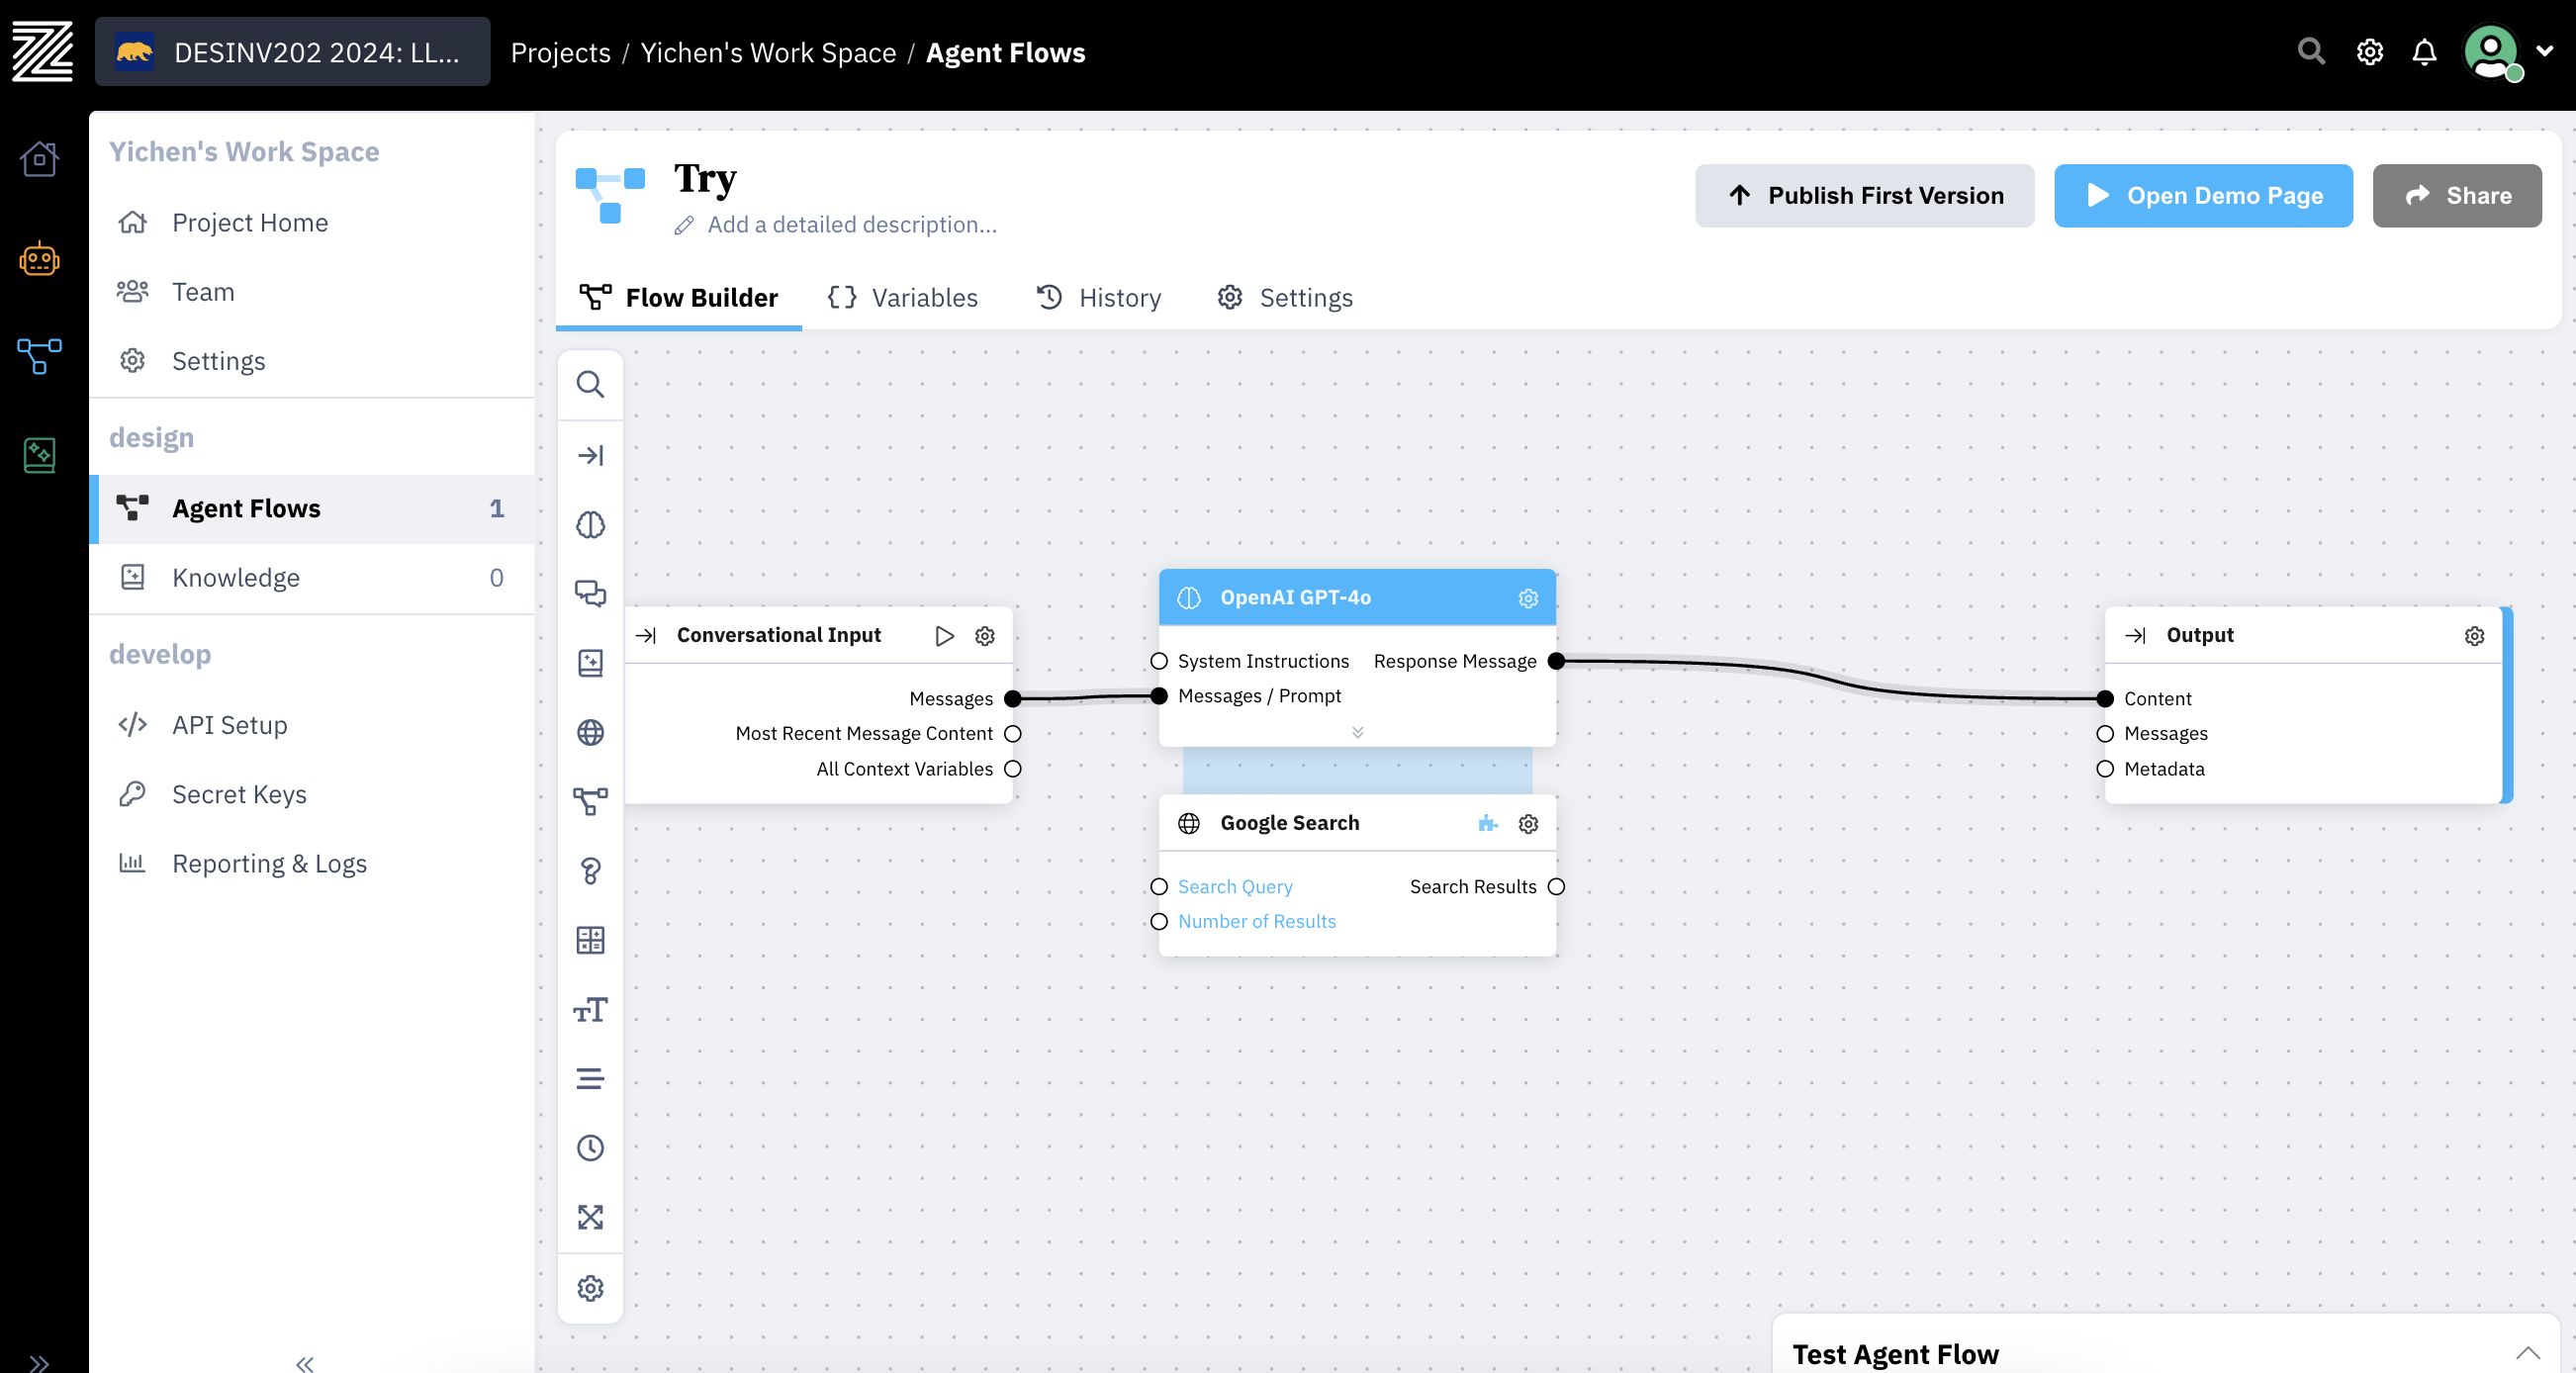 DESINV202 2024: LL...
Projects / Yichen's Work Space / Agent Flows
Yichen's Work Space
Project Home
Team
Settings
design
Agent Flows 1
Knowledge 0
develop
API Setup
Secret Keys
Reporting & Logs
Try
Add a detailed description...
Publish First Version
Open Demo Page
Share
Flow Builder
Variables
History
Settings
Conversational Input
Messages
Most Recent Message Content
All Context Variables
OpenAI GPT-4o
System Instructions Response Message
Messages / Prompt
Google Search
Search Query Search Results
Number of Results
Output
Content
Messages
Metadata
Test Agent Flow